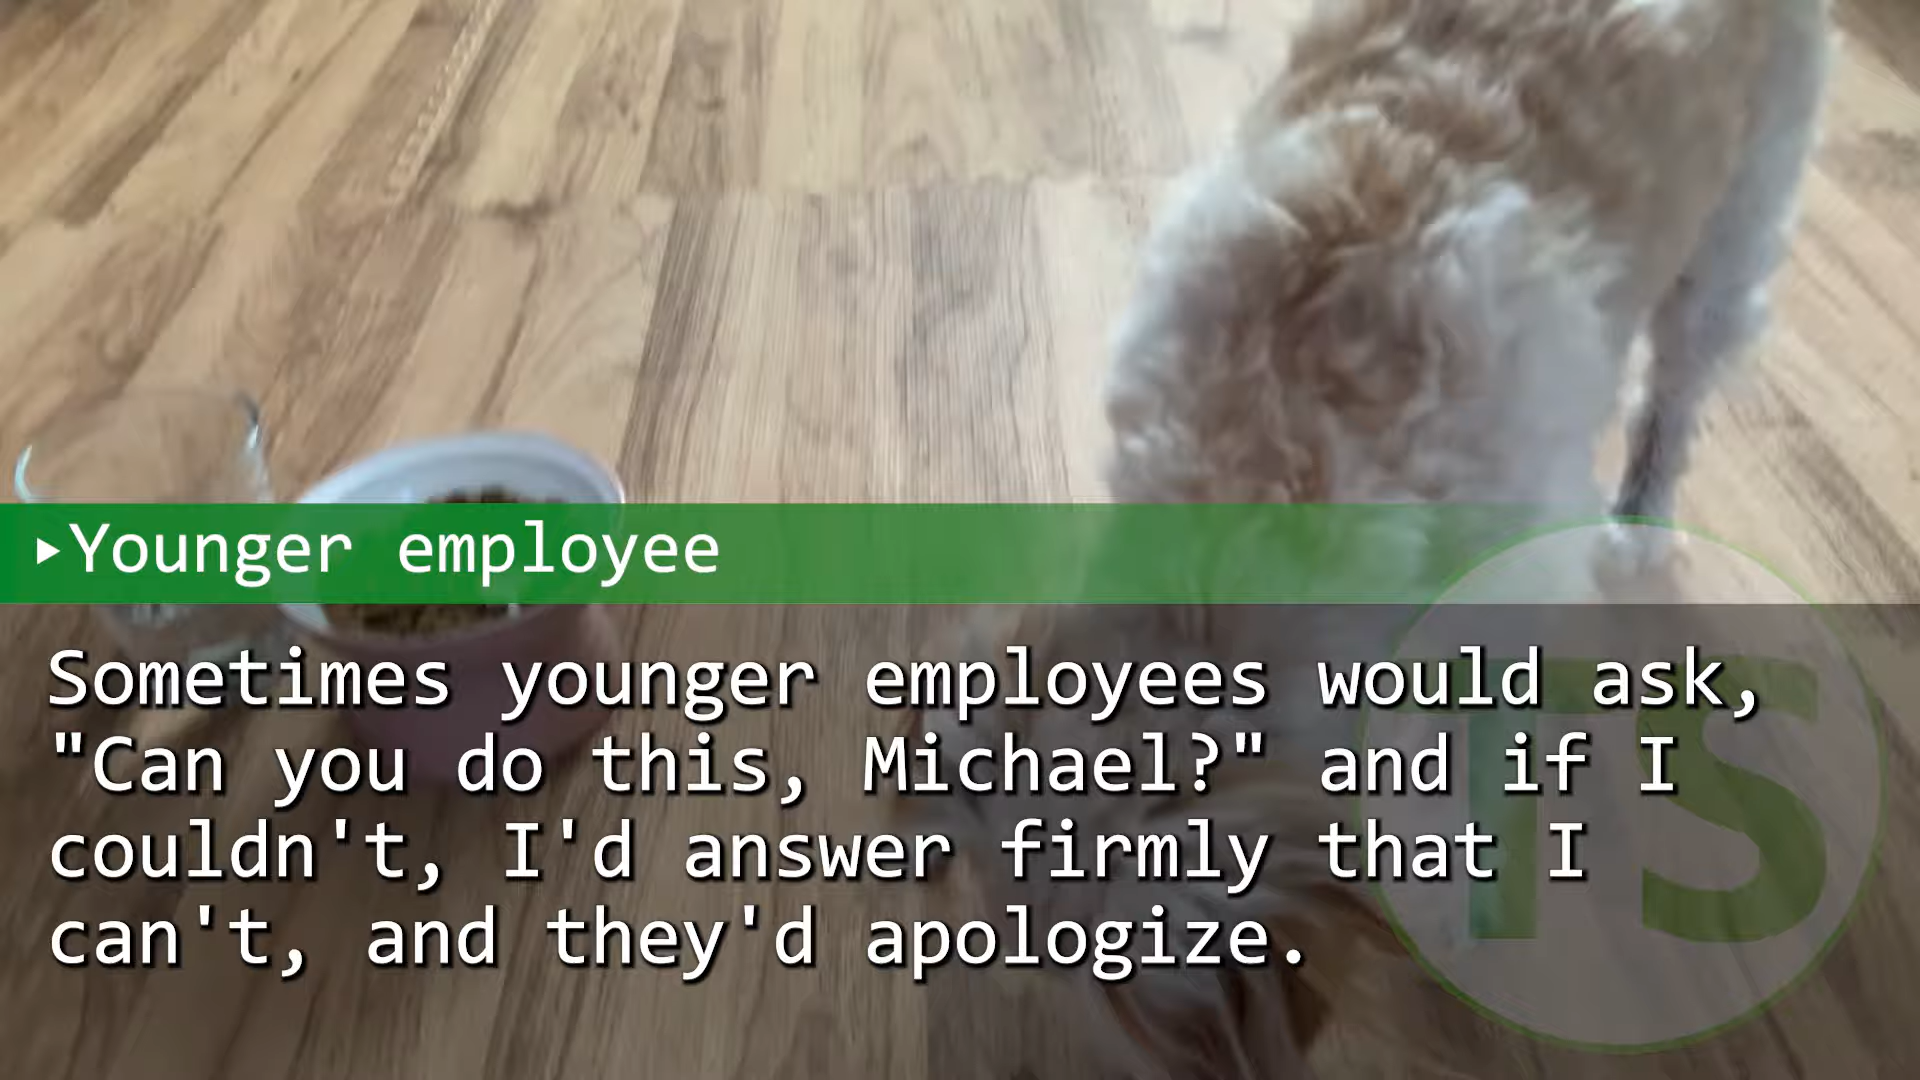 ▶Younger employee
Sometimes younger employees would ask,
"Can you do this, Michael?" and if I
couldn't, I'd answer firmly that I
can't, and they'd apologize.
TS